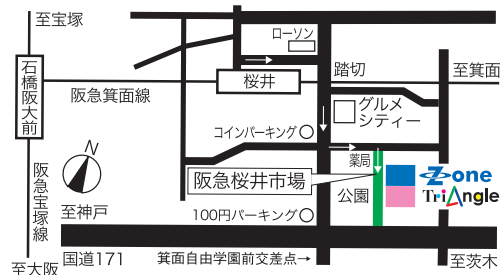 至宝塚
ローソン
石橋阪大前
桜井
踏切
至箕面
阪急箕面線
グルメ
シティー
コインパーキング
N
薬局
阪急桜井市場
公園
Zone
TriAngle
阪急宝塚線
至神戸
100円パーキング
国道171
箕面自由学園前交差点→
至茨木
至大阪